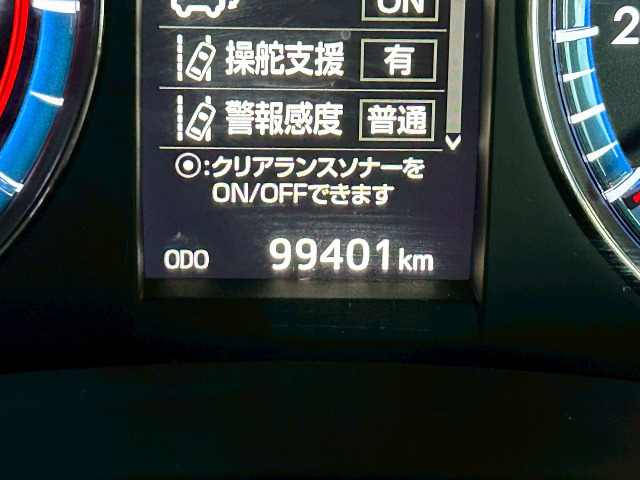 ON
操舵支援 有
警報感度 普通
◎:クリアランスソナーを
ON/OFFできます
ODO 99401km
2